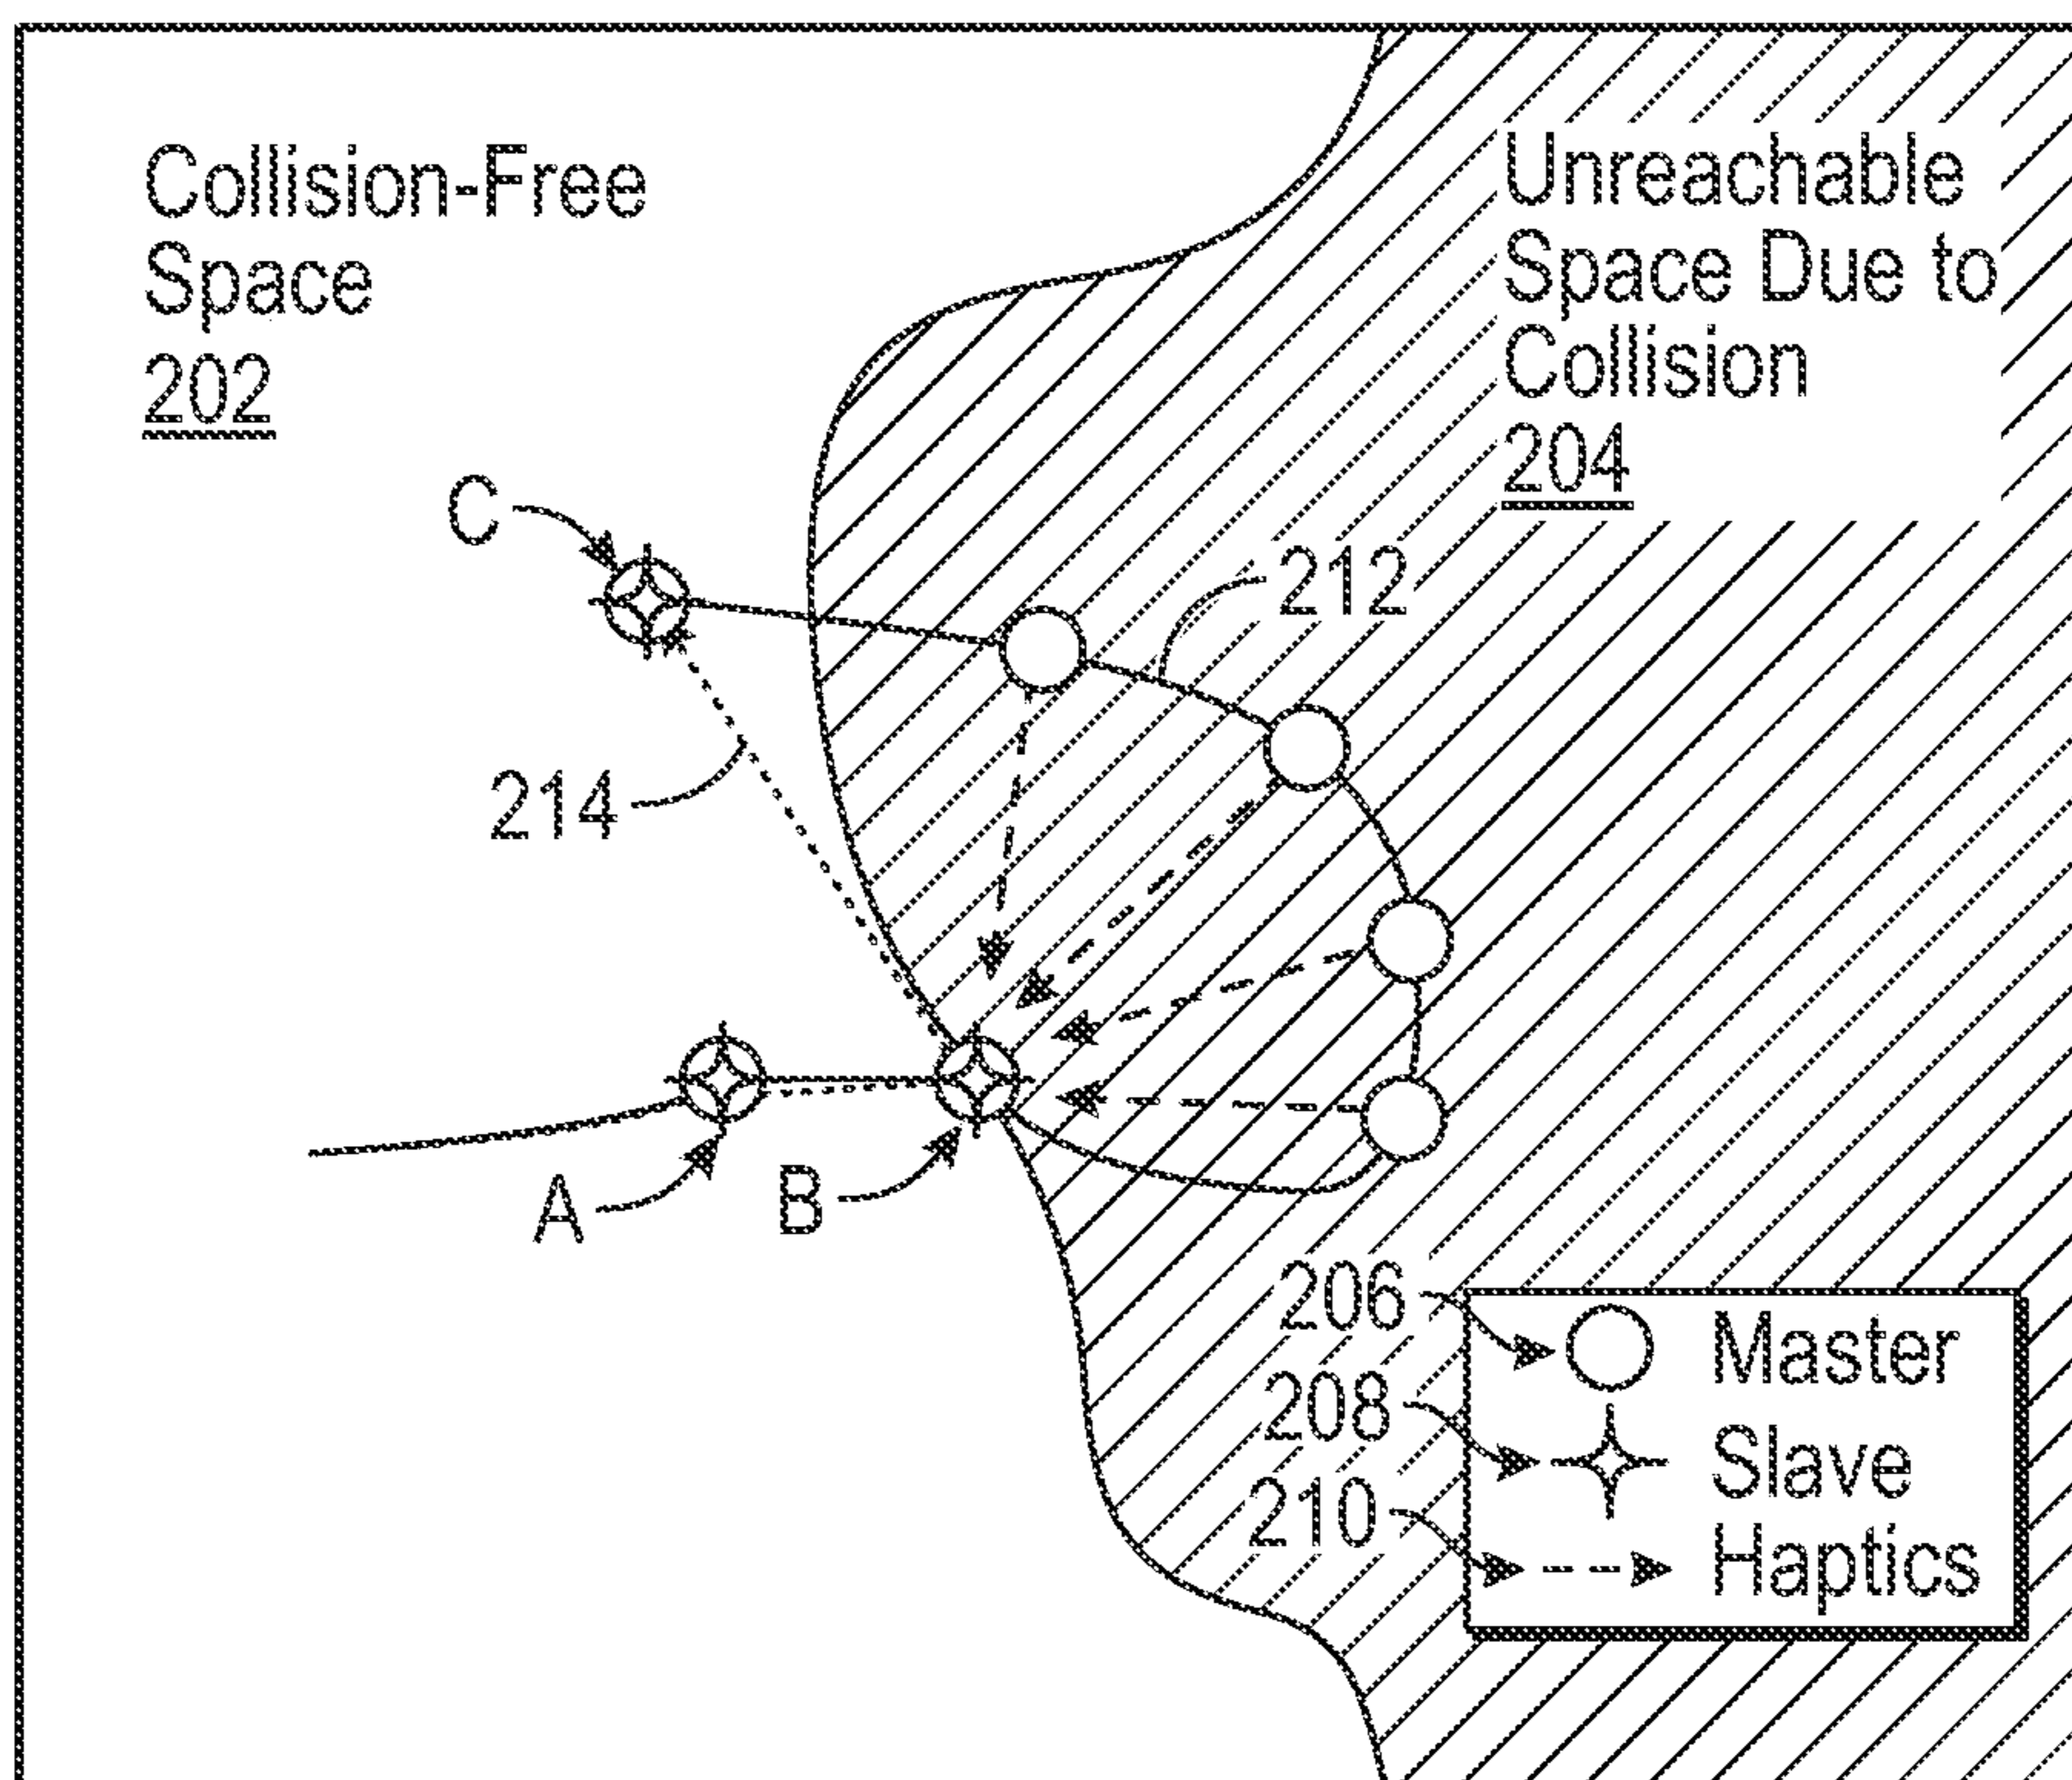 Collision-Free
Space
202
Unreachable
Space Due to
Collision
204
C
212
214
A
B
206
Master
208
Slave
210
Haptics